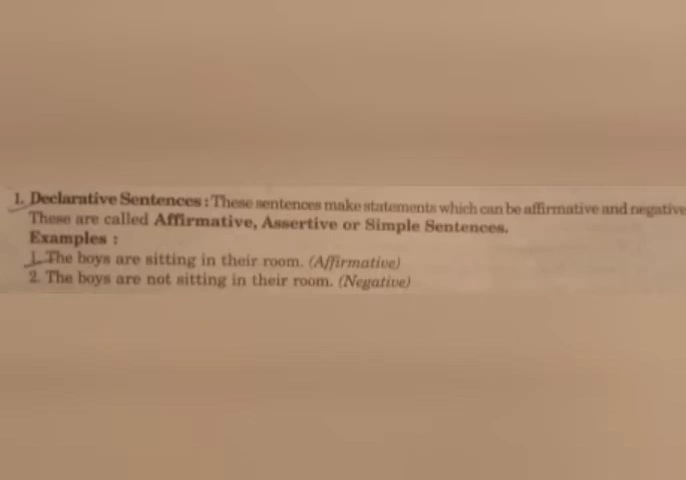 1. Declarative Sentences : These sentences make statements which can be affirmative and negative
These are called Affirmative, Assertive or Simple Sentences.
Examples :
1. The boys are sitting in their room. (Affirmative)
2. The boys are not sitting in their room. (Negative)